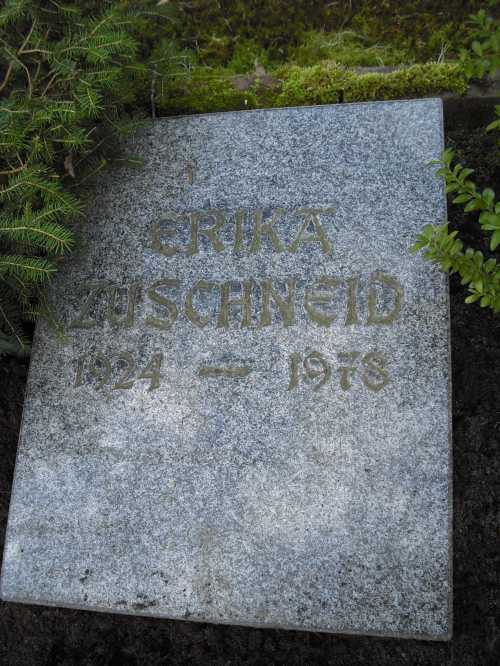 ERIKA
ZUSCHNEID
1924 – 1978